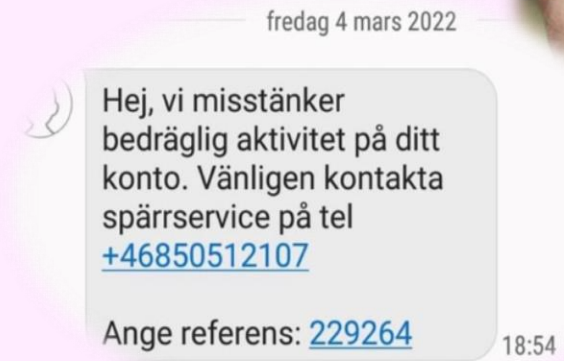 fredag 4 mars 2022
Hej, vi misstänker
bedräglig aktivitet på ditt
konto. Vänligen kontakta
spärrservice på tel
+46850512107
Ange referens: 229264
18:54